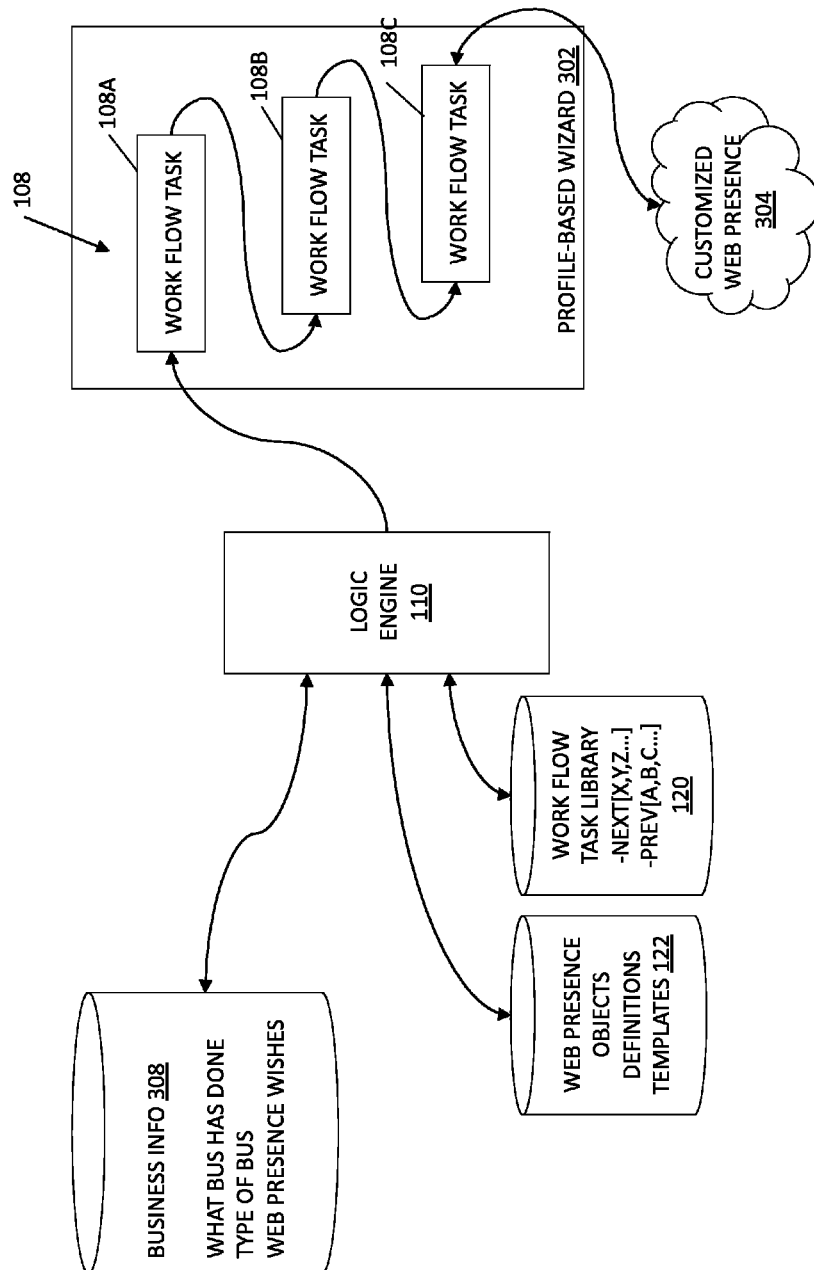 BUSINESS INFO 308
WHAT BUS HAS DONE
TYPE OF BUS
WEB PRESENCE WISHES
WEB PRESENCE
OBJECTS
DEFINITIONS
TEMPLATES 122
WORK FLOW
TASK LIBRARY
-NEXT[X,Y,Z...]
-PREV[A,B,C...]
120
LOGIC
ENGINE
110
108
108A
WORK FLOW TASK
108B
WORK FLOW TASK
108C
WORK FLOW TASK
PROFILE-BASED WIZARD 302
CUSTOMIZED
WEB PRESENCE
304